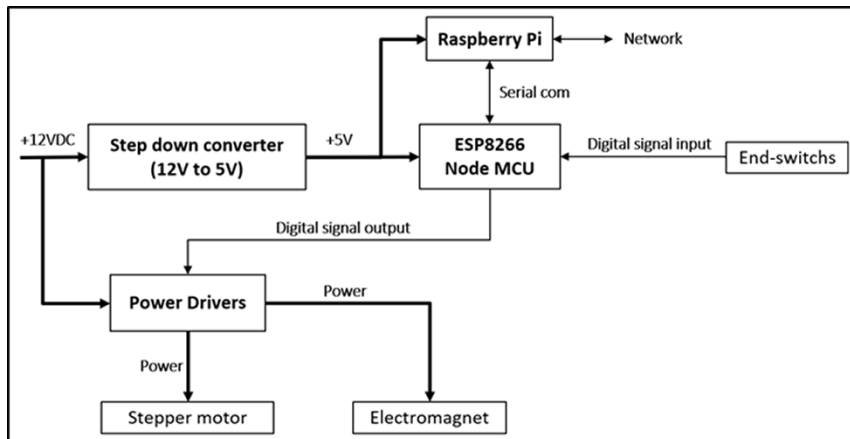 Raspberry Pi
Network
Serial com
+12VDC
Step down converter
(12V to 5V)
+5V
ESP8266
Node MCU
Digital signal input
End-switchs
Digital signal output
Power Drivers
Power
Power
Stepper motor
Electromagnet